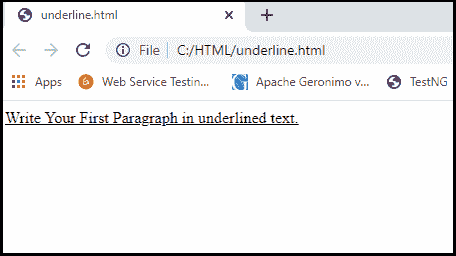 underline.html
File | C:/HTML/underline.html
Apps Web Service Testin... Apache Geronimo v... TestNG
Write Your First Paragraph in underlined text.